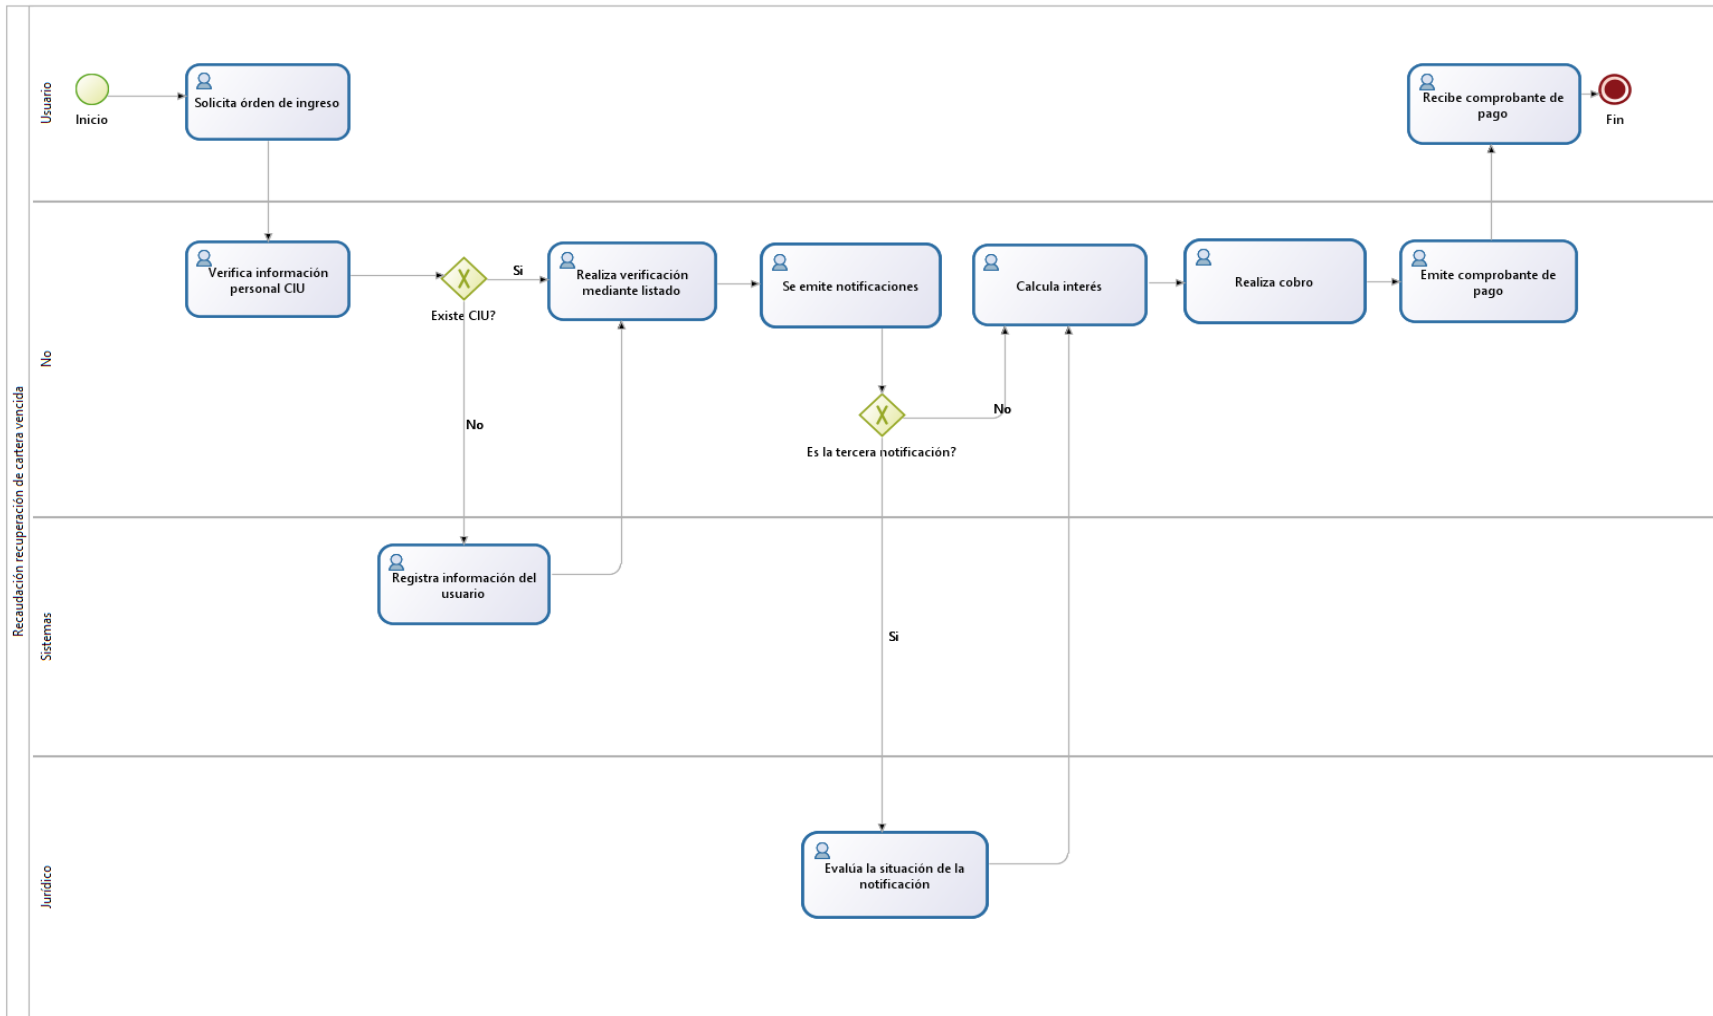 Recaudación recuperación de cartera vencida
Usuario
Inicio
Solicita órden de ingreso
Recibe comprobante de
pago
Fin
No
Verifica información
personal CIU
Existe CIU?
Si
Realiza verificación
mediante listado
Se emite notificaciones
Calcula interés
Realiza cobro
Emite comprobante de
pago
No
No
Es la tercera notificación?
Sistemas
Registra información del
usuario
Si
Jurídico
Evalúa la situación de la
notificación